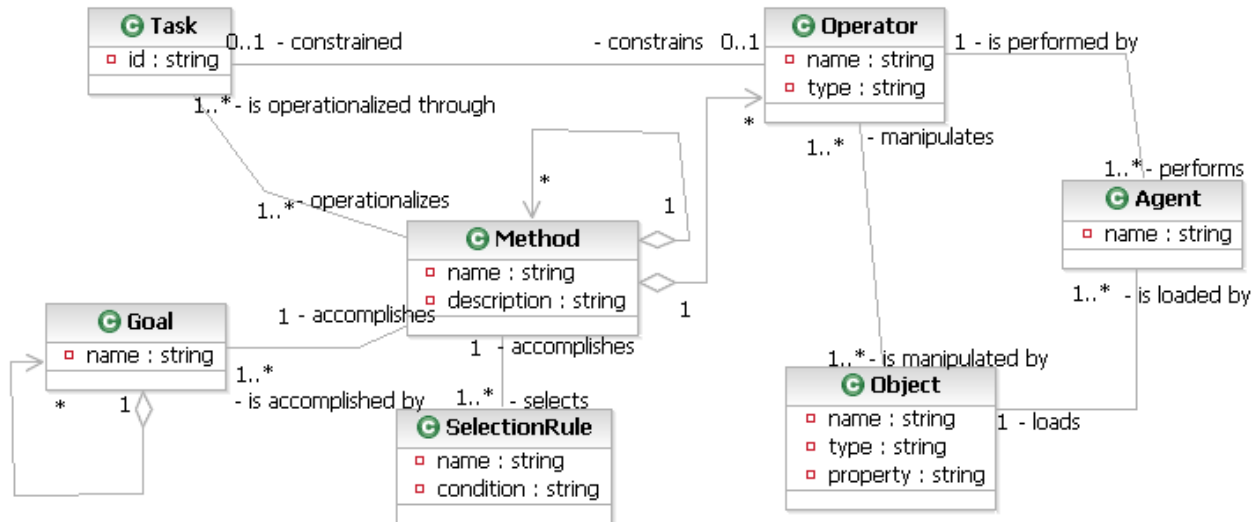 C Task
id : string
0..1 - constrained
- constrains 0..1
C Operator
name : string
type : string
1 - is performed by
1..* - is operationalized through
*
1..*
- manipulates
*
1
1..* - performs
C Agent
name : string
- operationalizes
1..*
C Method
name : string
description : string
1
1..* - is loaded by
C Goal
name : string
1 - accomplishes
1 - accomplishes
1..*
- is accomplished by
*
1
1..* - selects
1..* - is manipulated by
C Object
name : string
type : string
property : string
1 - loads
C SelectionRule
name : string
condition : string